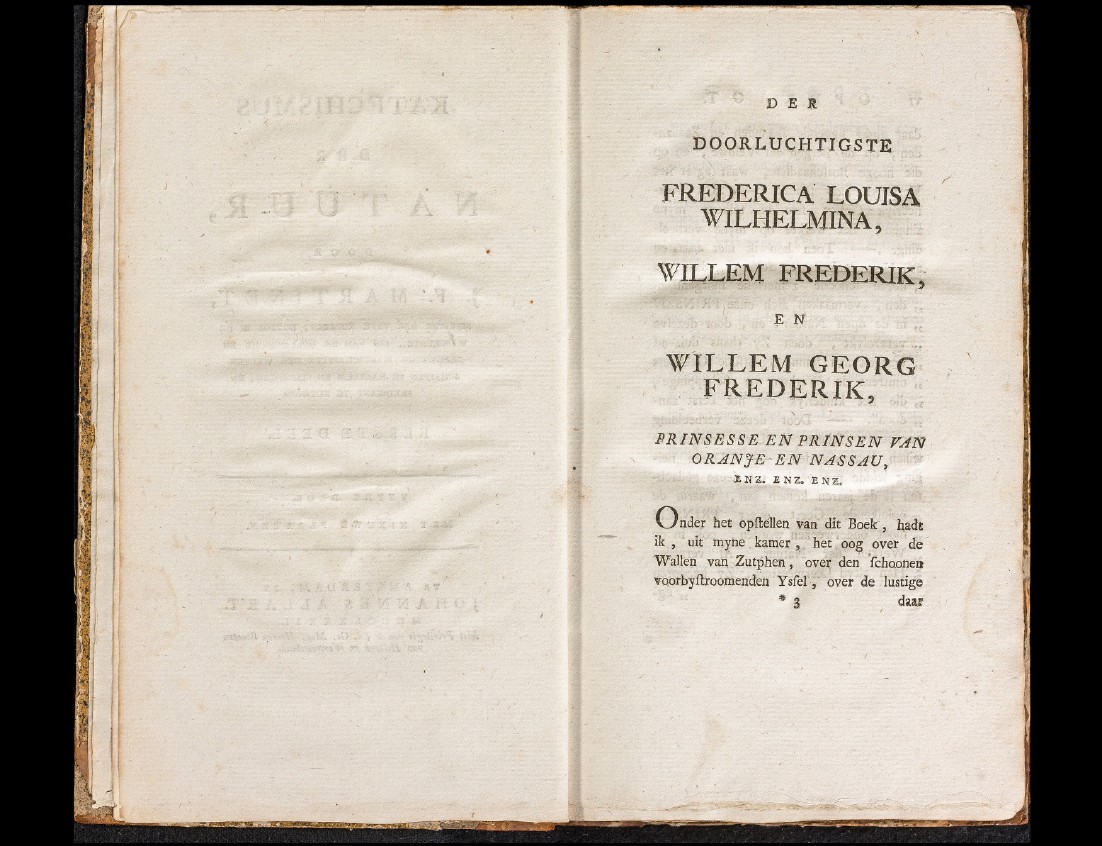 DER
DOORLUCHTIGSTE
FREDERICA LOUISA
WILHELMINA,
WILLEM FREDERIK,
EN
WILLEM GEORG
FREDERIK,
PRINSESSE EN PRINSEN VAN
ORANJE EN NASSAU,
ENZ. ENZ. ENZ.
Onder het opſtellen van dit Boek, hadt
ik, uit myne kamer, het oog over de
Wallen van Zutphen, over den ſchoonen
voorbyſtroomenden Ysſel, over de lustige
* 3 daar